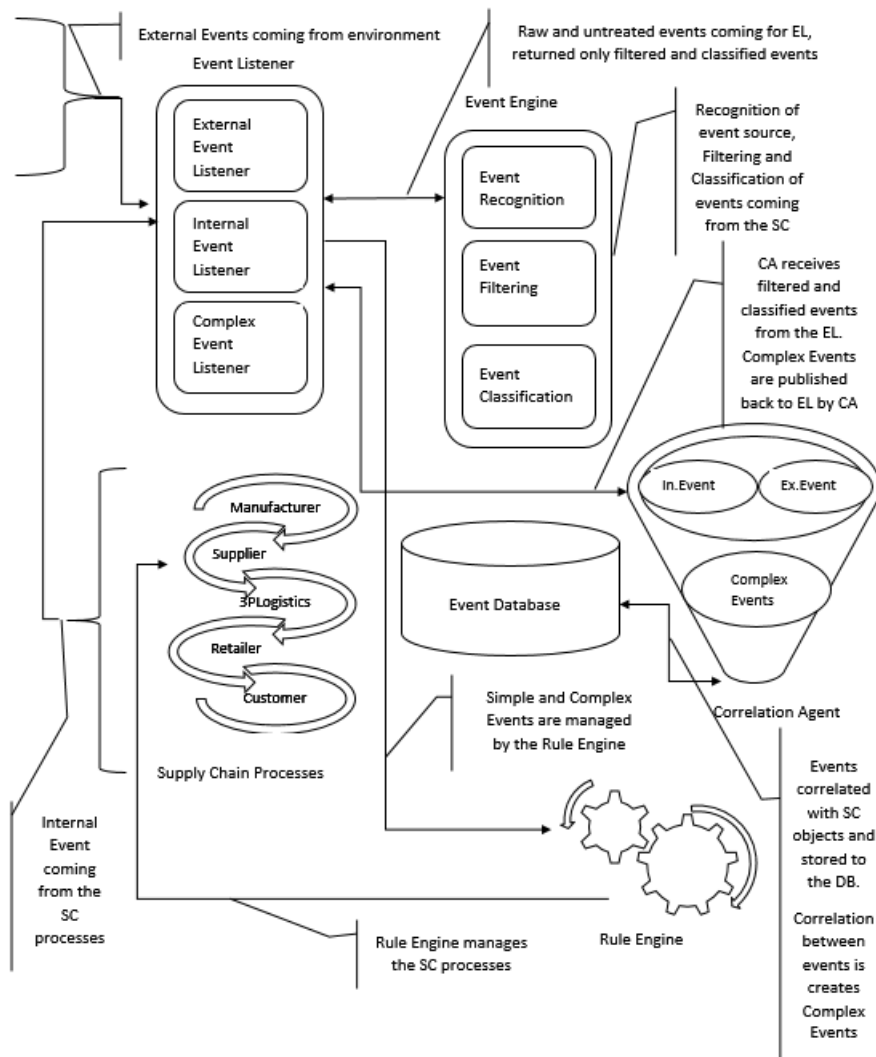 External Events coming from environment
Event Listener
Raw and untreated events coming for EL,
returned only filtered and classified events
Event Engine
External
Event
Listener
Internal
Event
Listener
Complex
Event
Listener
Event
Recognition
Event
Filtering
Event
Classification
Recognition of
event source,
Filtering and
Classification of
events coming
from the SC
CA receives
filtered and
classified events
from the EL.
Complex Events
are published
back to EL by CA
In.Event
Ex.Event
Complex
Events
Correlation Agent
Manufacturer
Supplier
3PLogistics
Retailer
Customer
Supply Chain Processes
Event Database
Simple and Complex
Events are managed
by the Rule Engine
Internal
Event
coming
from the
SC
processes
Rule Engine manages
the SC processes
Rule Engine
Events
correlated
with SC
objects and
stored to
the DB.
Correlation
between
events is
creates
Complex
Events